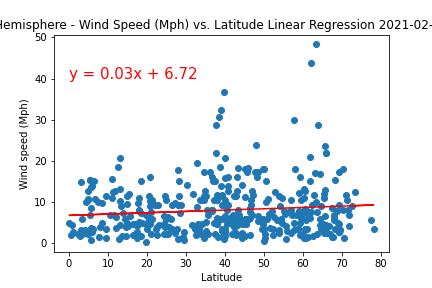 Hemisphere - Wind Speed (Mph) vs. Latitude Linear Regression 2021-02-
50
40
30
20
10
0
y = 0.03x + 6.72
Wind speed (Mph)
0 10 20 30 40 50 60 70 80
Latitude